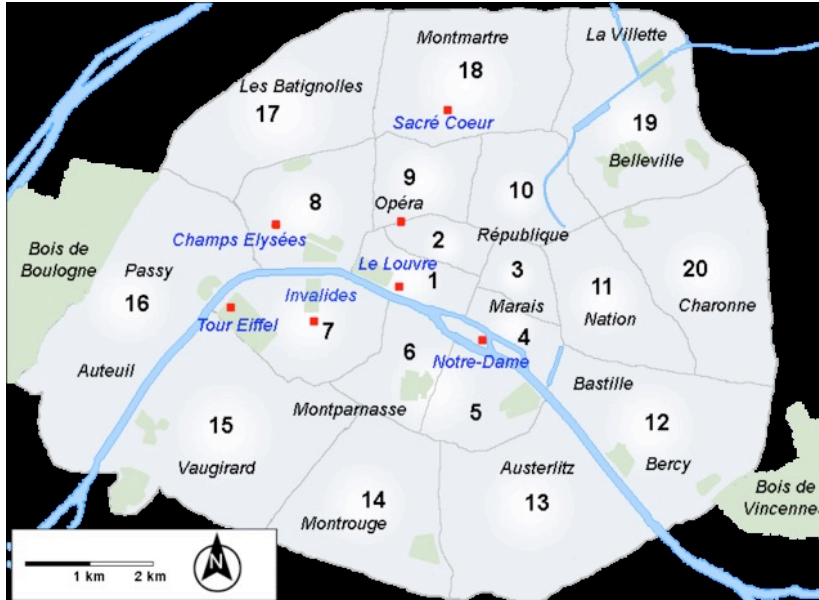 La Villette
Montmartre
18
Les Batignolles
17
Sacré Coeur
19
Belleville
9
10
8
Opéra
2
République
Champs Elysées
Bois de
Boulogne
Le Louvre
Passy
1
3
11
20
16
Invalides
Marais
Charonne
Nation
Tour Eiffel
7
4
6
Notre-Dame
Auteuil
Bastille
Montparnasse
5
12
15
Vaugirard
Austerlitz
Bercy
Bois de
Vincennes
14
13
Montrouge
N
1 km
2 km